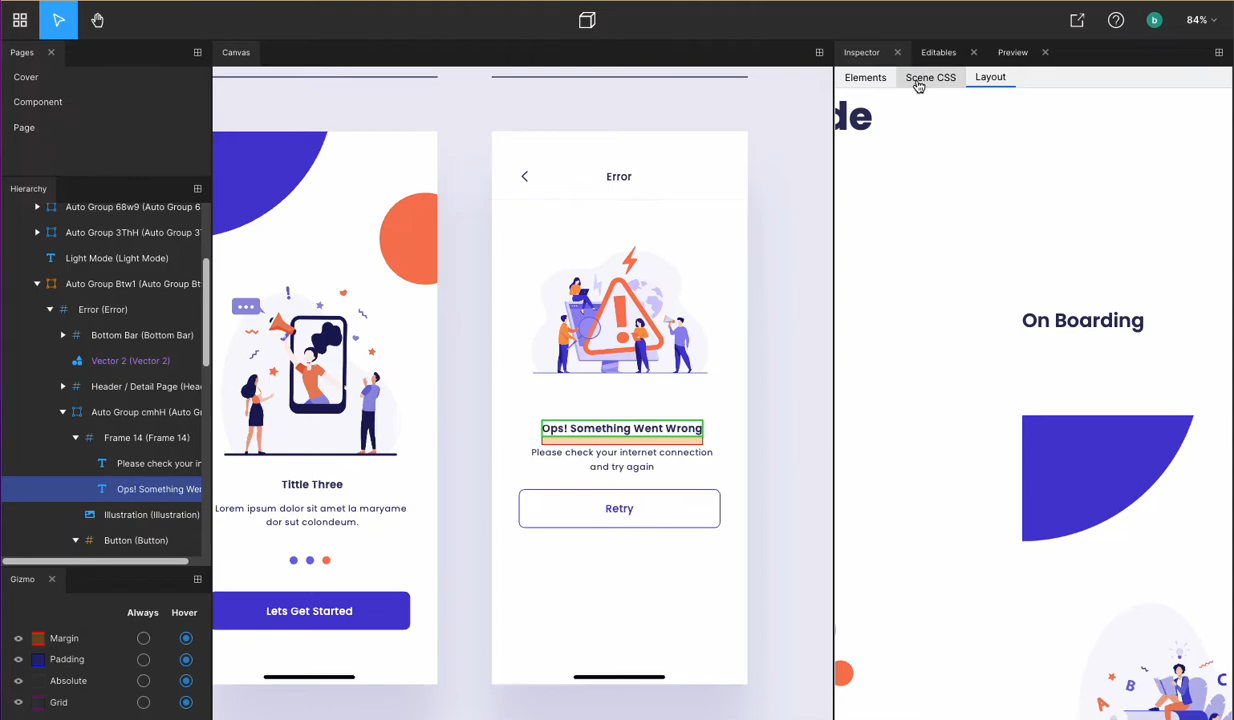 b
84%
Pages
Cover
Component
Page
Hierarchy
Auto Group 68w9 (Auto Group 6
Auto Group 3ThH (Auto Group 3T
Light Mode (Light Mode)
Auto Group Btw1 (Auto Group Bt
Error (Error)
Bottom Bar (Bottom Bar)
Vector 2 (Vector 2)
Header / Detail Page (Hea
Auto Group cmhH (Auto Gr
Frame 14 (Frame 14)
Please check your in
Ops! Something Wen
Illustration (Illustration)
Button (Button)
Gizmo
Always
Hover
Margin
Padding
Absolute
Grid
Canvas
Tittle Three
Lorem ipsum dolor sit amet la maryame
dor sut colondeum.
Lets Get Started
Error
Ops! Something Went Wrong
Please check your internet connection
and try again
Retry
Inspector
Editables
Preview
Elements
Scene CSS
Layout
de
On Boarding
A
B
C